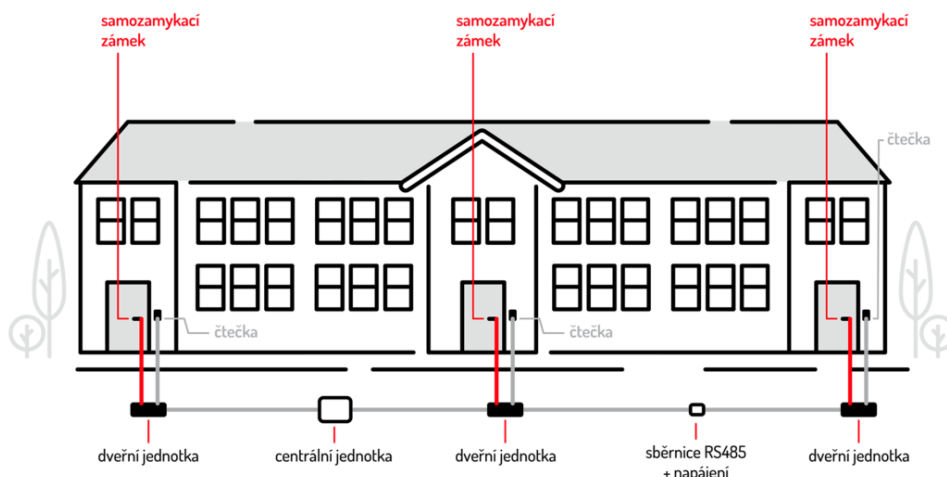 samozamykací
zámek
samozamykací
zámek
samozamykací
zámek
čtečka
čtečka
čtečka
dveřní jednotka
centrální jednotka
dveřní jednotka
sběrnice RS485
+ napájení
dveřní jednotka